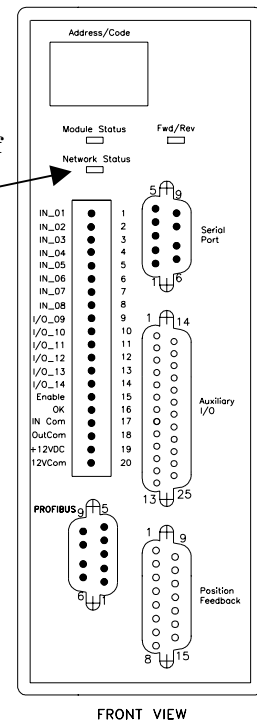 Address/Code
Module Status Fwd/Rev
f
Network Status
5 9
Serial
Port
1 6
IN_01 1
IN_02 2
IN_03 3
IN_04 4
IN_05 5
IN_06 6
IN_07 7
IN_08 8
I/O_09 9
I/O_10 10
I/O_11 11
I/O_12 12
I/O_13 13
I/O_14 14
Enable 15
OK 16
IN Com 17
OutCom 18
+12VDC 19
12VCom 20
1 14
Auxiliary
I/O
13 25
PROFIBUS
9 5
6 1
1 9
Position
Feedback
8 15
FRONT VIEW